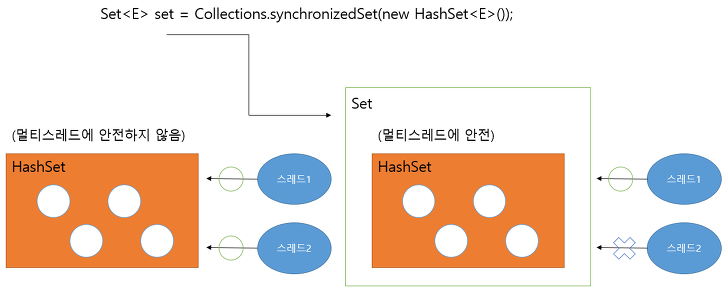 Set<E> set = Collections.synchronizedSet(new HashSet<E>());
Set
(멀티스레드에 안전하지 않음)
(멀티스레드에 안전)
HashSet
스레드1
스레드2
HashSet
스레드1
스레드2